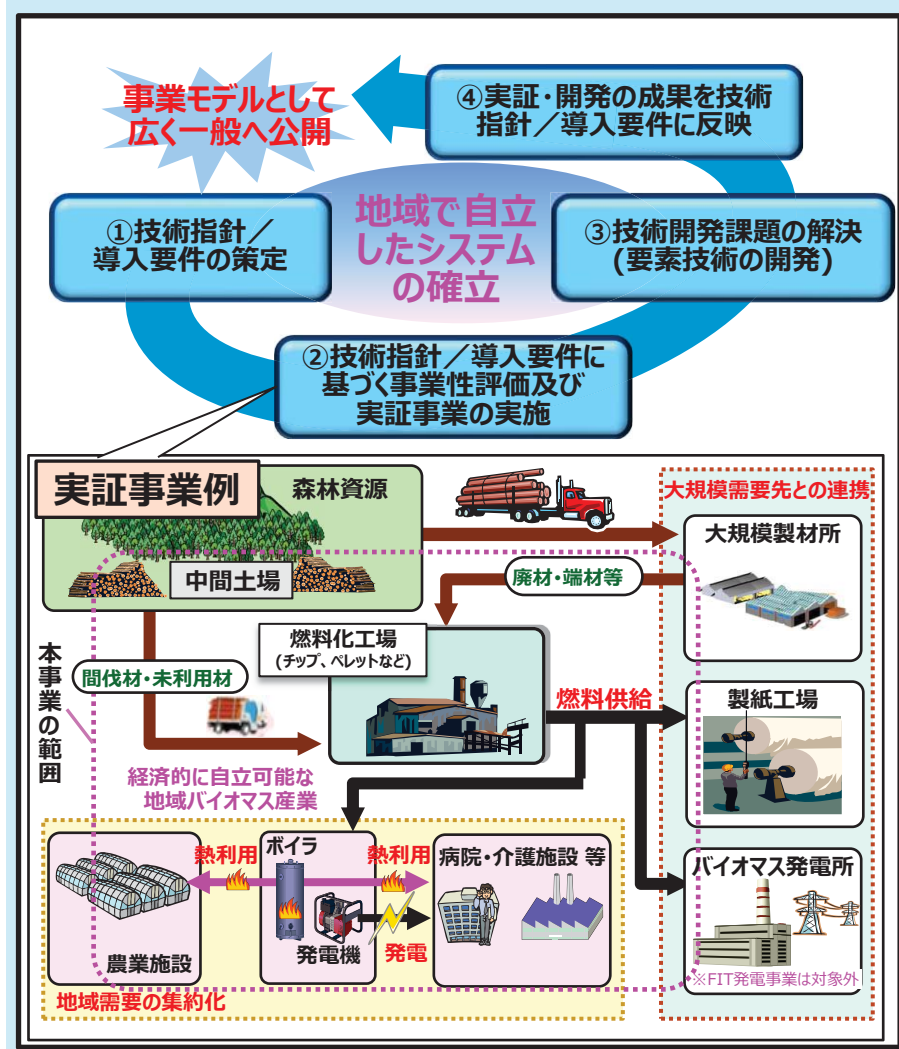 事業モデルとして
広く一般へ公開
④実証・開発の成果を技術
指針／導入要件に反映
①技術指針／
導入要件の策定
地域で自立
したシステム
の確立
③技術開発課題の解決
(要素技術の開発)
②技術指針／導入要件に
基づく事業性評価及び
実証事業の実施
実証事業例
森林資源
中間土場
大規模需要先との連携
大規模製材所
廃材・端材等
燃料化工場
(チップ、ペレットなど)
本事業の範囲
間伐材・未利用材
燃料供給
製紙工場
経済的に自立可能な
地域バイオマス産業
農業施設
熱利用
ボイラ
発電機
熱利用
発電
病院・介護施設 等
地域需要の集約化
バイオマス発電所
※FIT発電事業は対象外